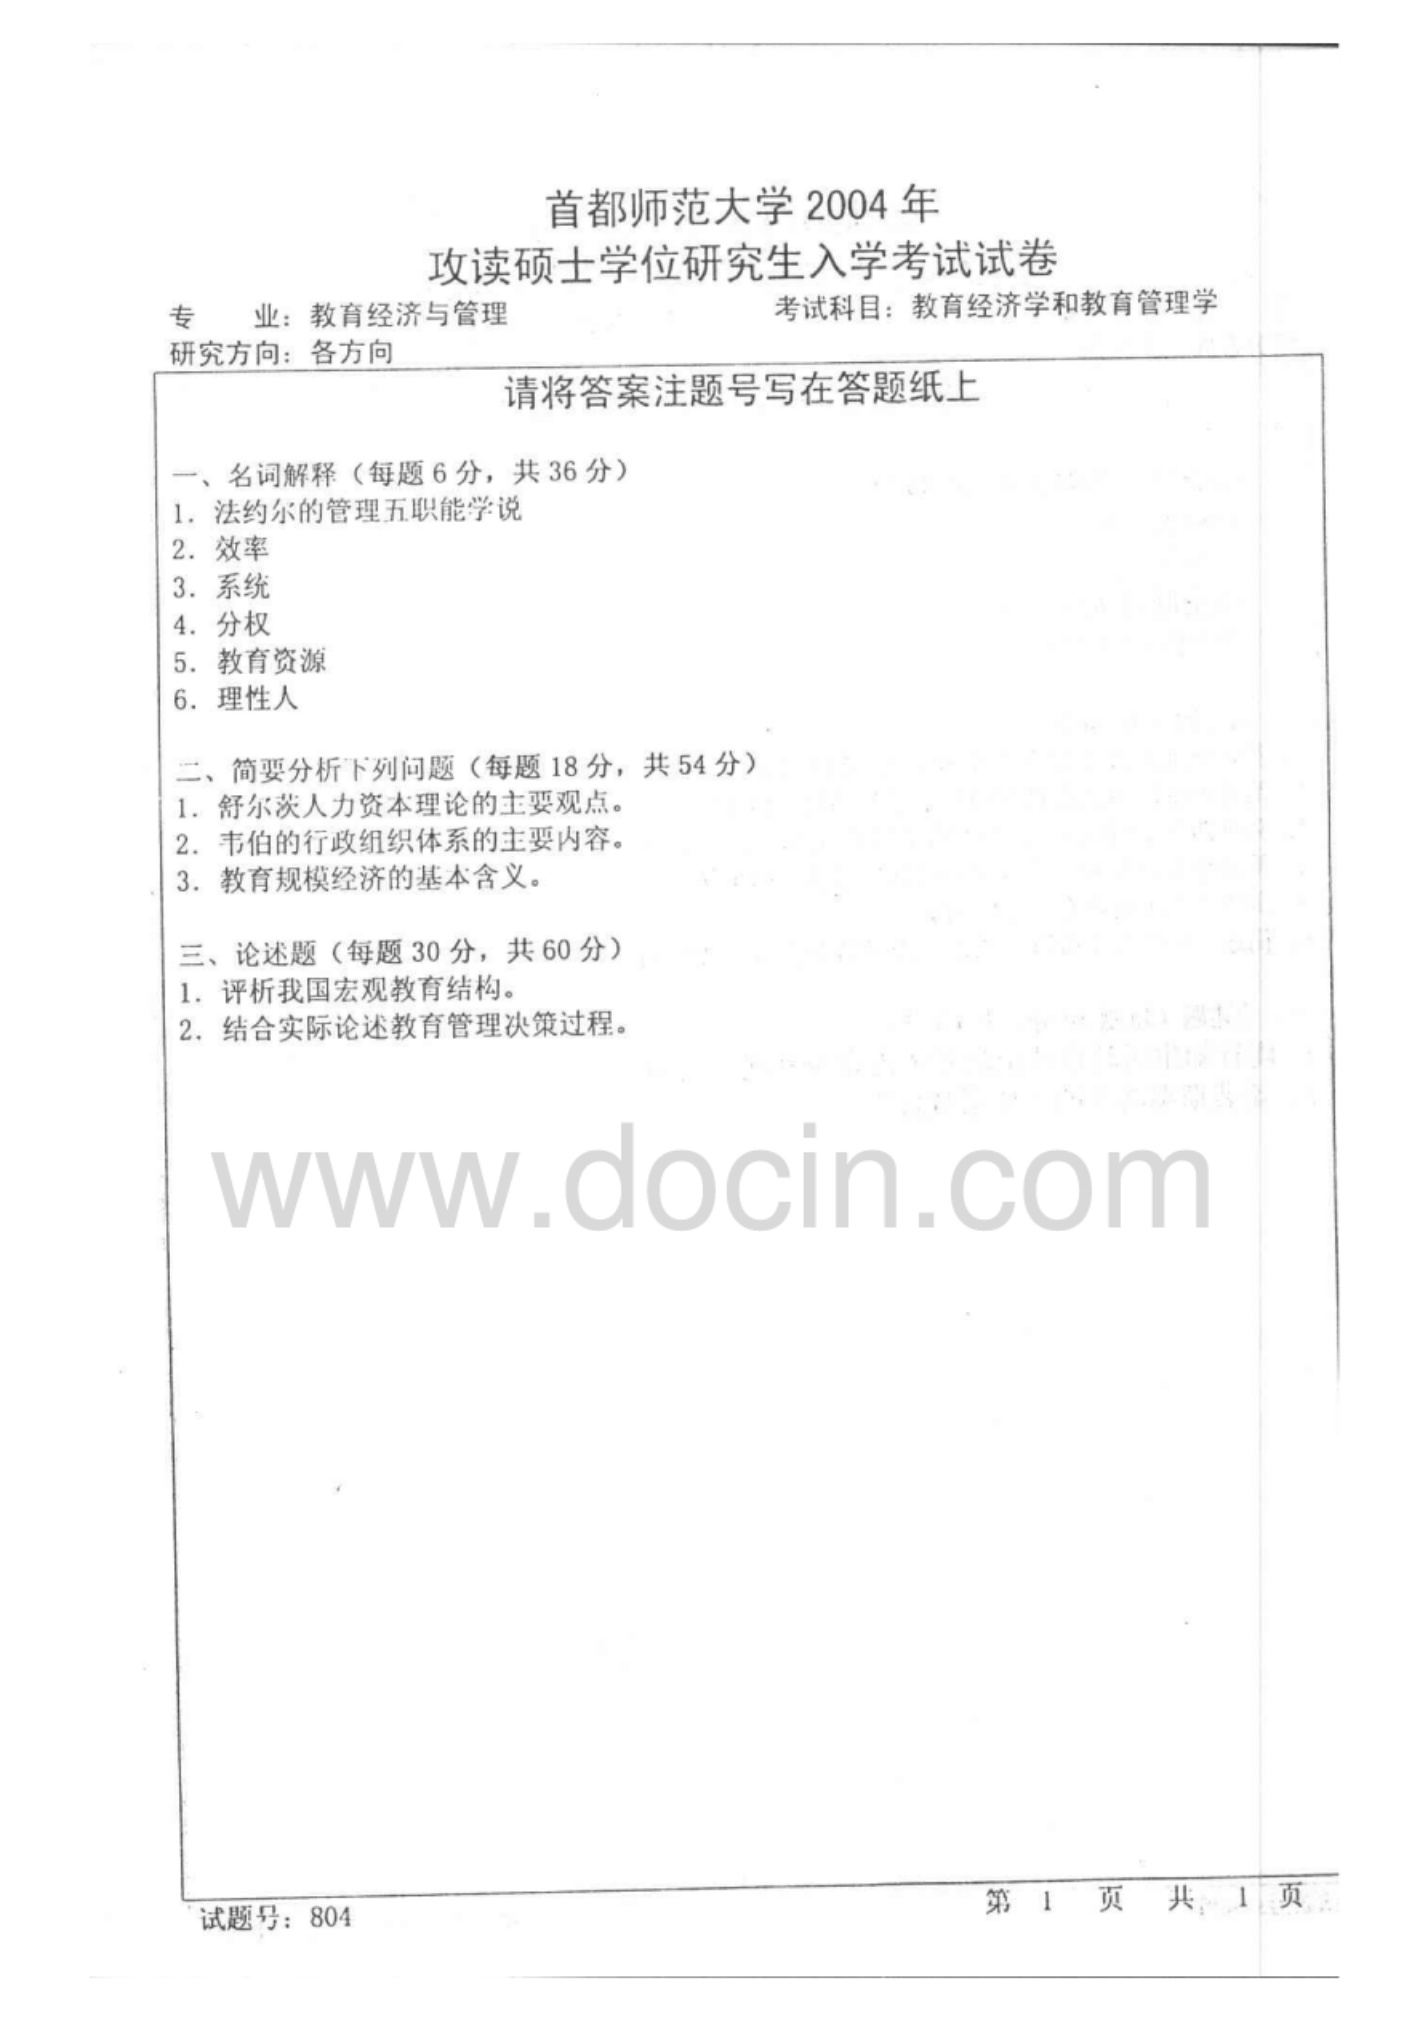 首都师范大学 2004 年
攻读硕士学位研究生入学考试试卷
专　　业：教育经济与管理　　考试科目：教育经济学和教育管理学
研究方向：各方向
请将答案注题号写在答题纸上
一、名词解释（每题 6 分，共 36 分）
1．法约尔的管理五职能学说
2．效率
3．系统
4．分权
5．教育资源
6．理性人
二、简要分析下列问题（每题 18 分，共 54 分）
1．舒尔茨人力资本理论的主要观点。
2．韦伯的行政组织体系的主要内容。
3．教育规模经济的基本含义。
三、论述题（每题 30 分，共 60 分）
1．评析我国宏观教育结构。
2．结合实际论述教育管理决策过程。
www.docin.com
试题号：804　　第 1 页 共 1 页